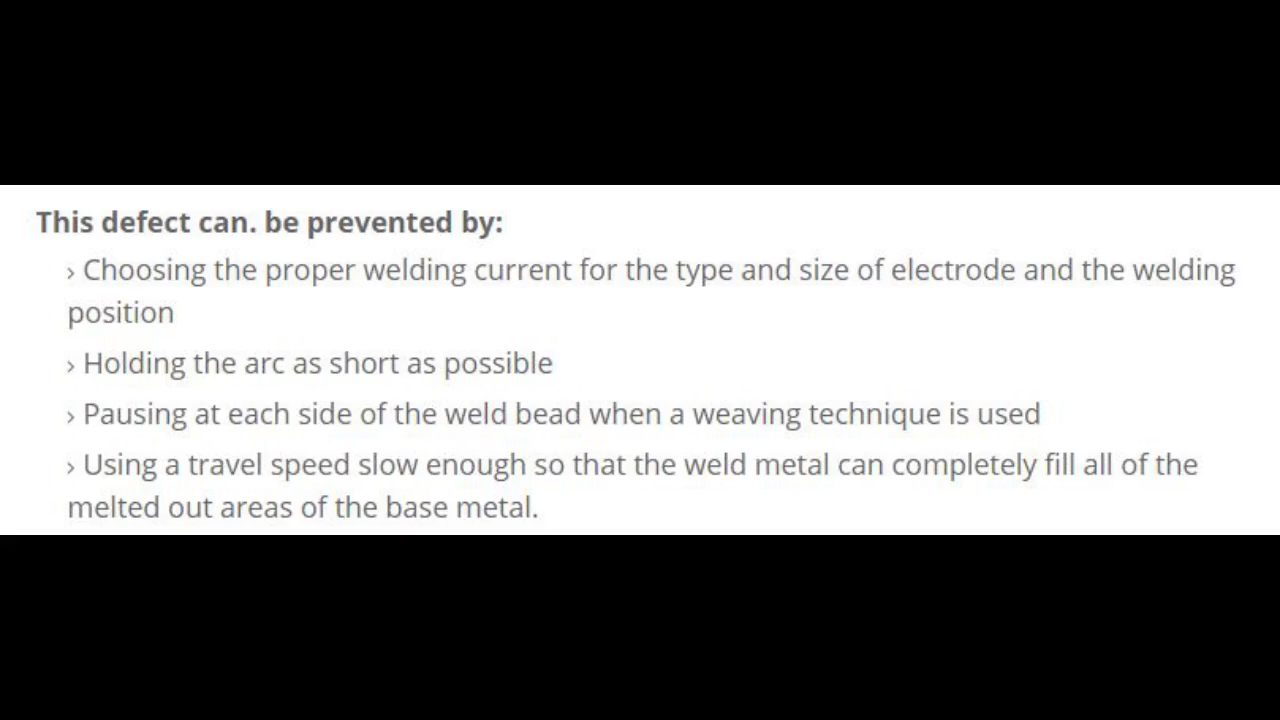 This defect can. be prevented by:
› Choosing the proper welding current for the type and size of electrode and the welding
position
› Holding the arc as short as possible
› Pausing at each side of the weld bead when a weaving technique is used
› Using a travel speed slow enough so that the weld metal can completely fill all of the
melted out areas of the base metal.